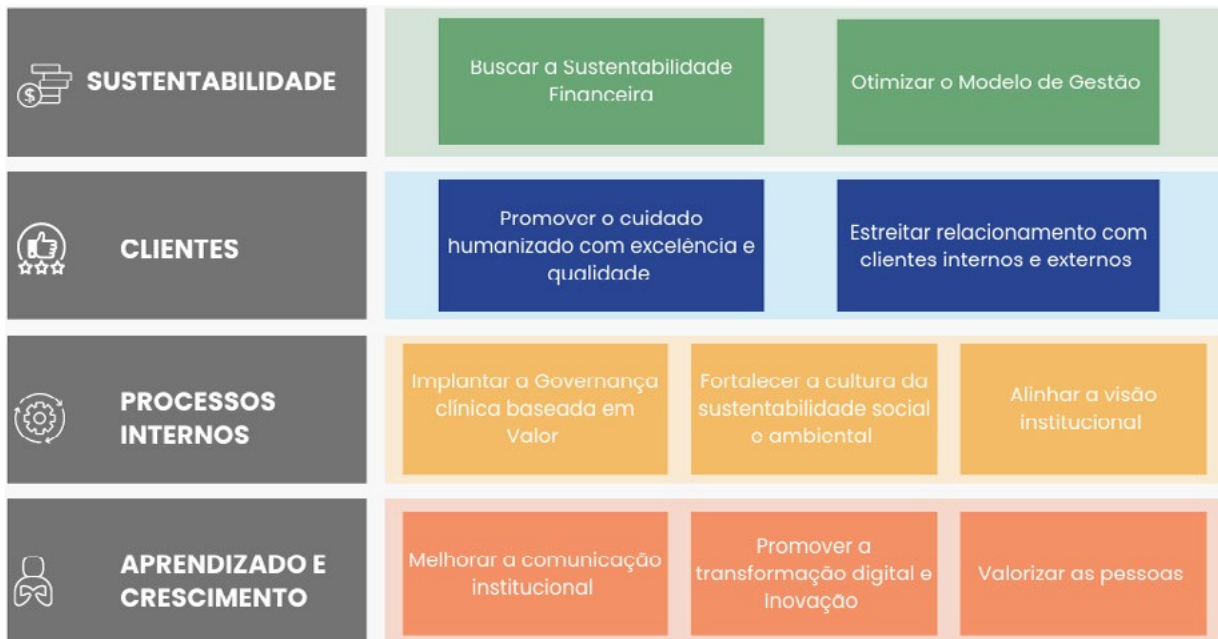 SUSTENTABILIDADE
Buscar a Sustentabilidade
Financeira
Otimizar o Modelo de Gestão
CLIENTES
Promover o cuidado
humanizado com excelência e
qualidade
Estreitar relacionamento com
clientes internos e externos
PROCESSOS
INTERNOS
Implantar a Governança
clínica baseada em
Valor
Fortalecer a cultura da
sustentabilidade social
e ambiental
Alinhar a visão
institucional
APRENDIZADO E
CRESCIMENTO
Melhorar a comunicação
institucional
Promover a
transformação digital e
Inovação
Valorizar as pessoas